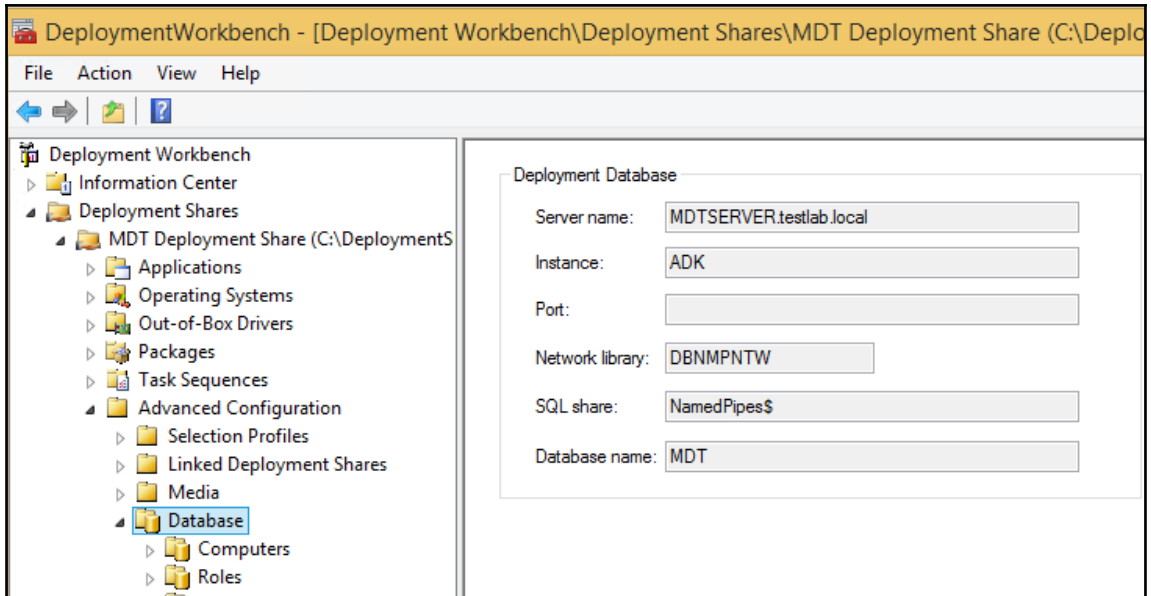 DeploymentWorkbench - [Deployment Workbench\Deployment Shares\MDT Deployment Share (C:\Deplo
File Action View Help
Deployment Workbench
Information Center
Deployment Shares
MDT Deployment Share (C:\DeploymentS
Applications
Operating Systems
Out-of-Box Drivers
Packages
Task Sequences
Advanced Configuration
Selection Profiles
Linked Deployment Shares
Media
Database
Computers
Roles
Deployment Database
Server name: MDTSERVER.testlab.local
Instance: ADK
Port:
Network library: DBNMPNTW
SQL share: NamedPipes$
Database name: MDT